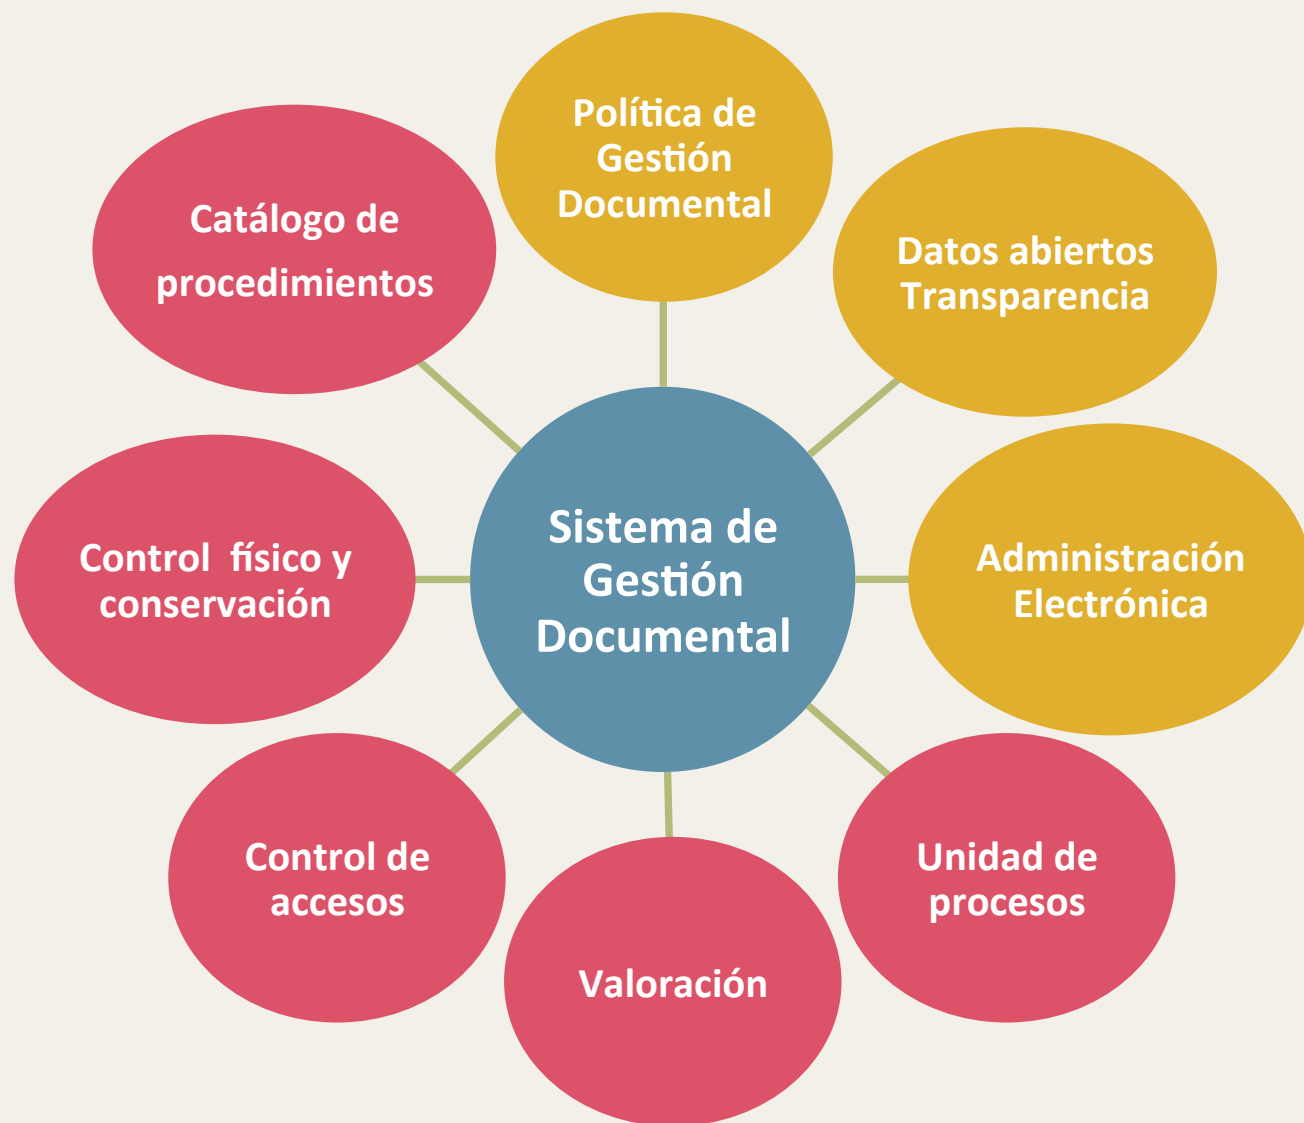 Política de
Gestión
Documental
Datos abiertos
Transparencia
Administración
Electrónica
Unidad de
procesos
Valoración
Control de
accesos
Control  físico y
conservación
Catálogo de
procedimientos
Sistema de
Gestión
Documental